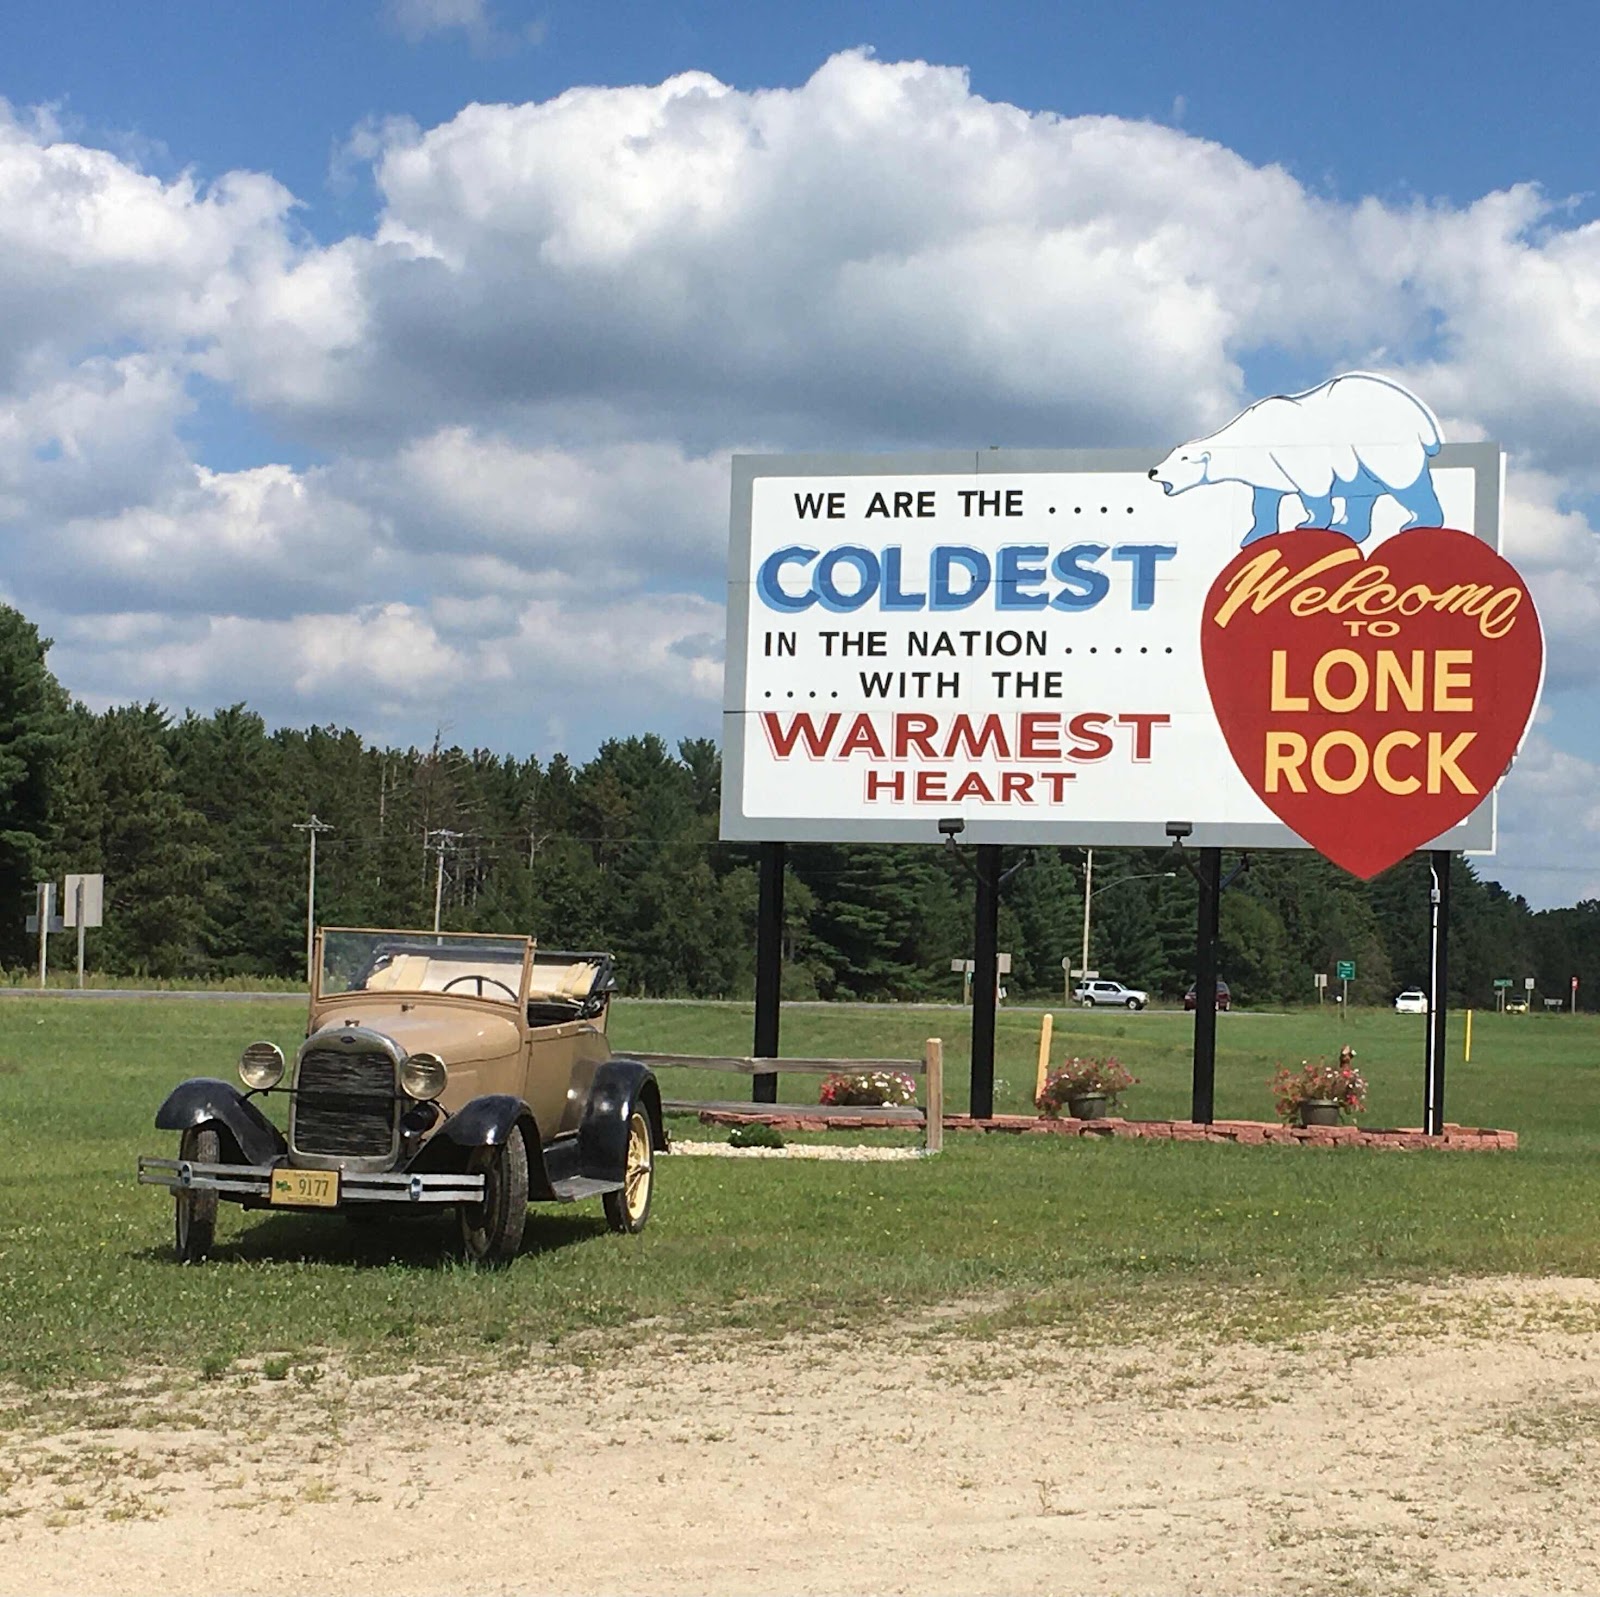 WE ARE THE ....
COLDEST
IN THE NATION .....
.... WITH THE
WARMEST
HEART
Welcome
TO
LONE
ROCK
9177